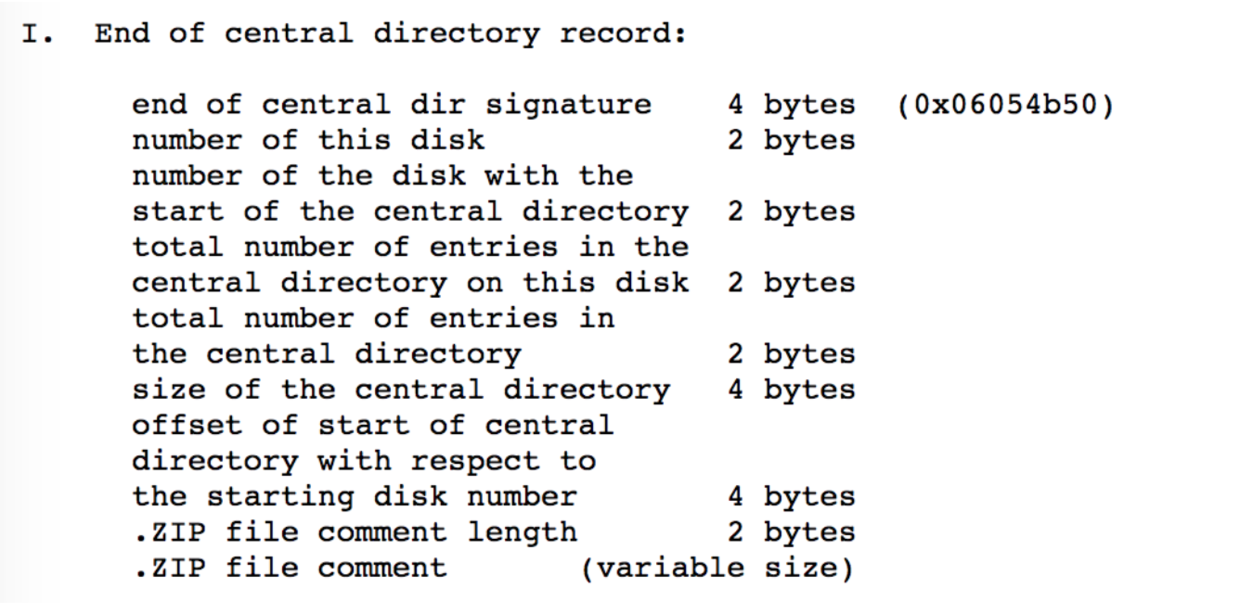 I.  End of central directory record:
end of central dir signature    4 bytes  (0x06054b50)
number of this disk             2 bytes
number of the disk with the
start of the central directory  2 bytes
total number of entries in the
central directory on this disk  2 bytes
total number of entries in
the central directory           2 bytes
size of the central directory   4 bytes
offset of start of central
directory with respect to
the starting disk number        4 bytes
.ZIP file comment length        2 bytes
.ZIP file comment       (variable size)